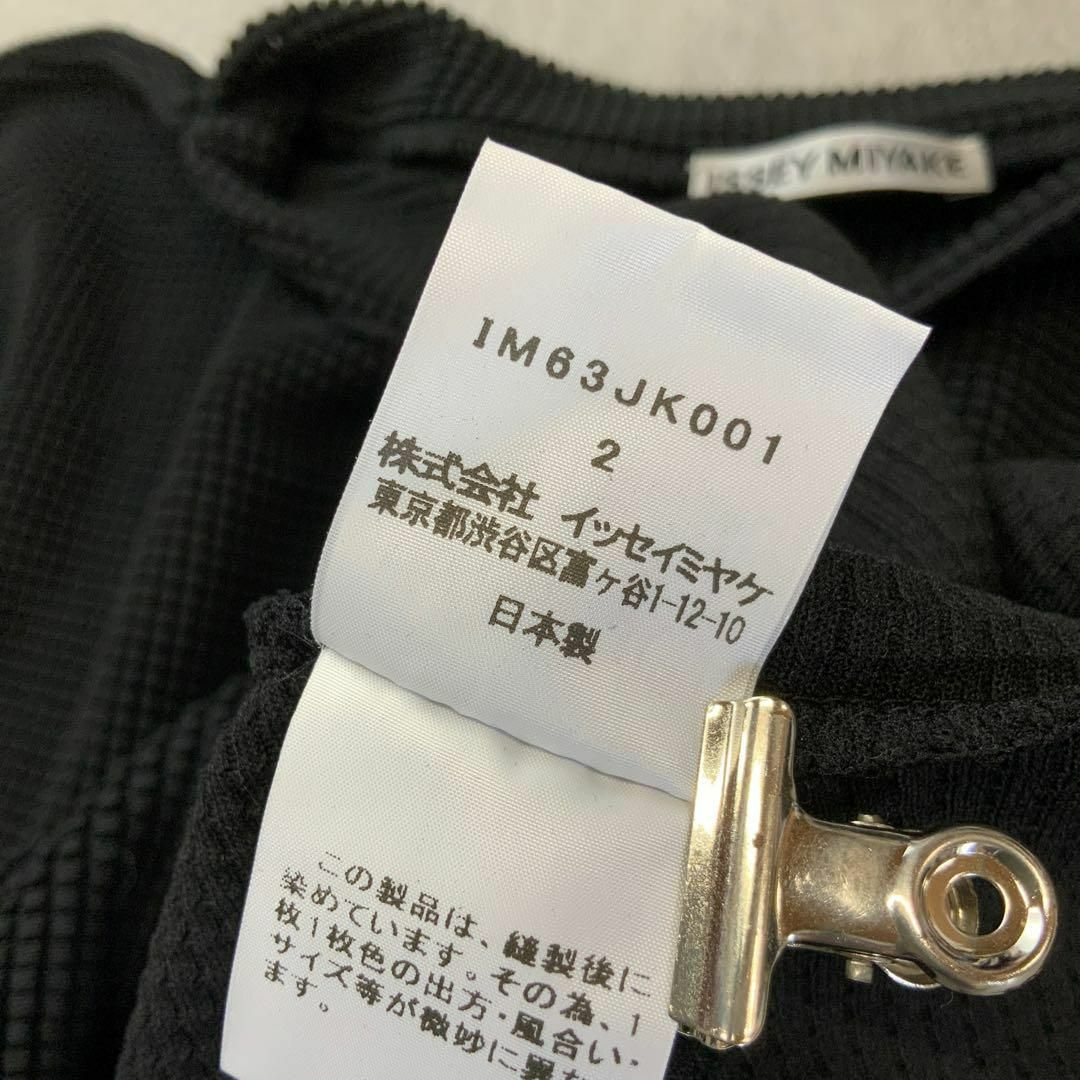 ISSEY MIYAKE
IM63JK001
2
株式会社 イッセイミヤケ
東京都渋谷区富ヶ谷1-12-10
日本製
この製品は、縫製後に
染めています。その為、1
枚1枚色の出方・風合い・
サイズ等が微妙に異な
ます。